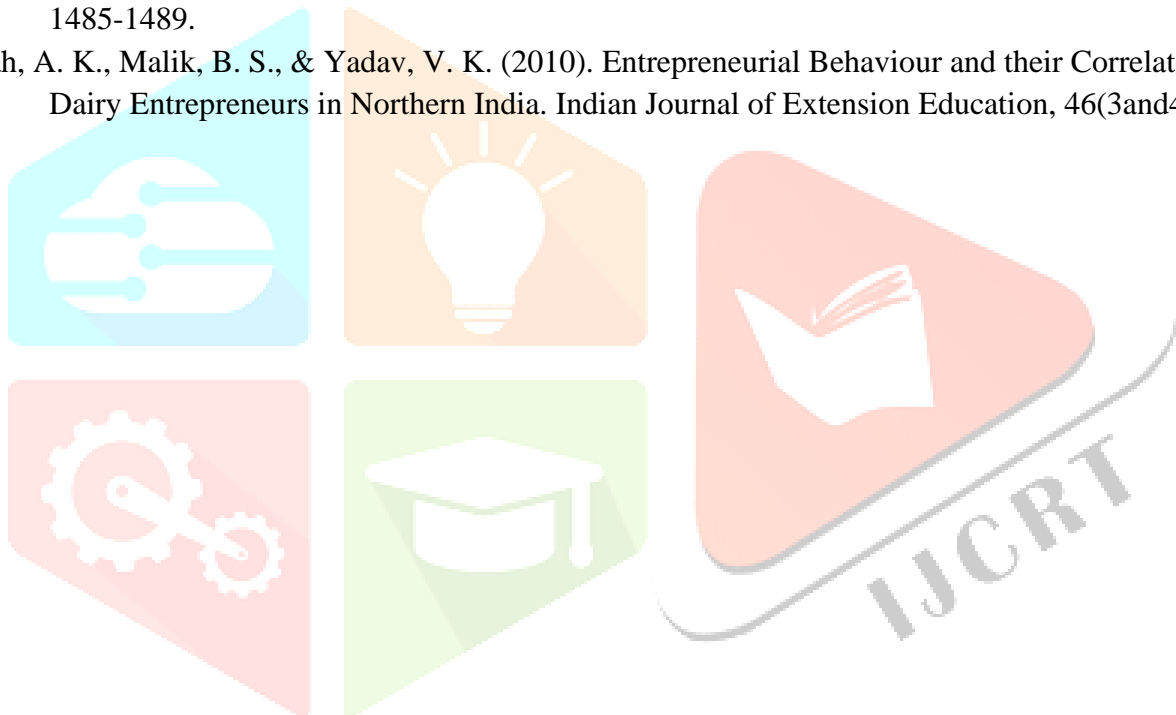 1485-1489.
h, A. K., Malik, B. S., & Yadav, V. K. (2010). Entrepreneurial Behaviour and their Correlat
Dairy Entrepreneurs in Northern India. Indian Journal of Extension Education, 46(3and4
IJCRT